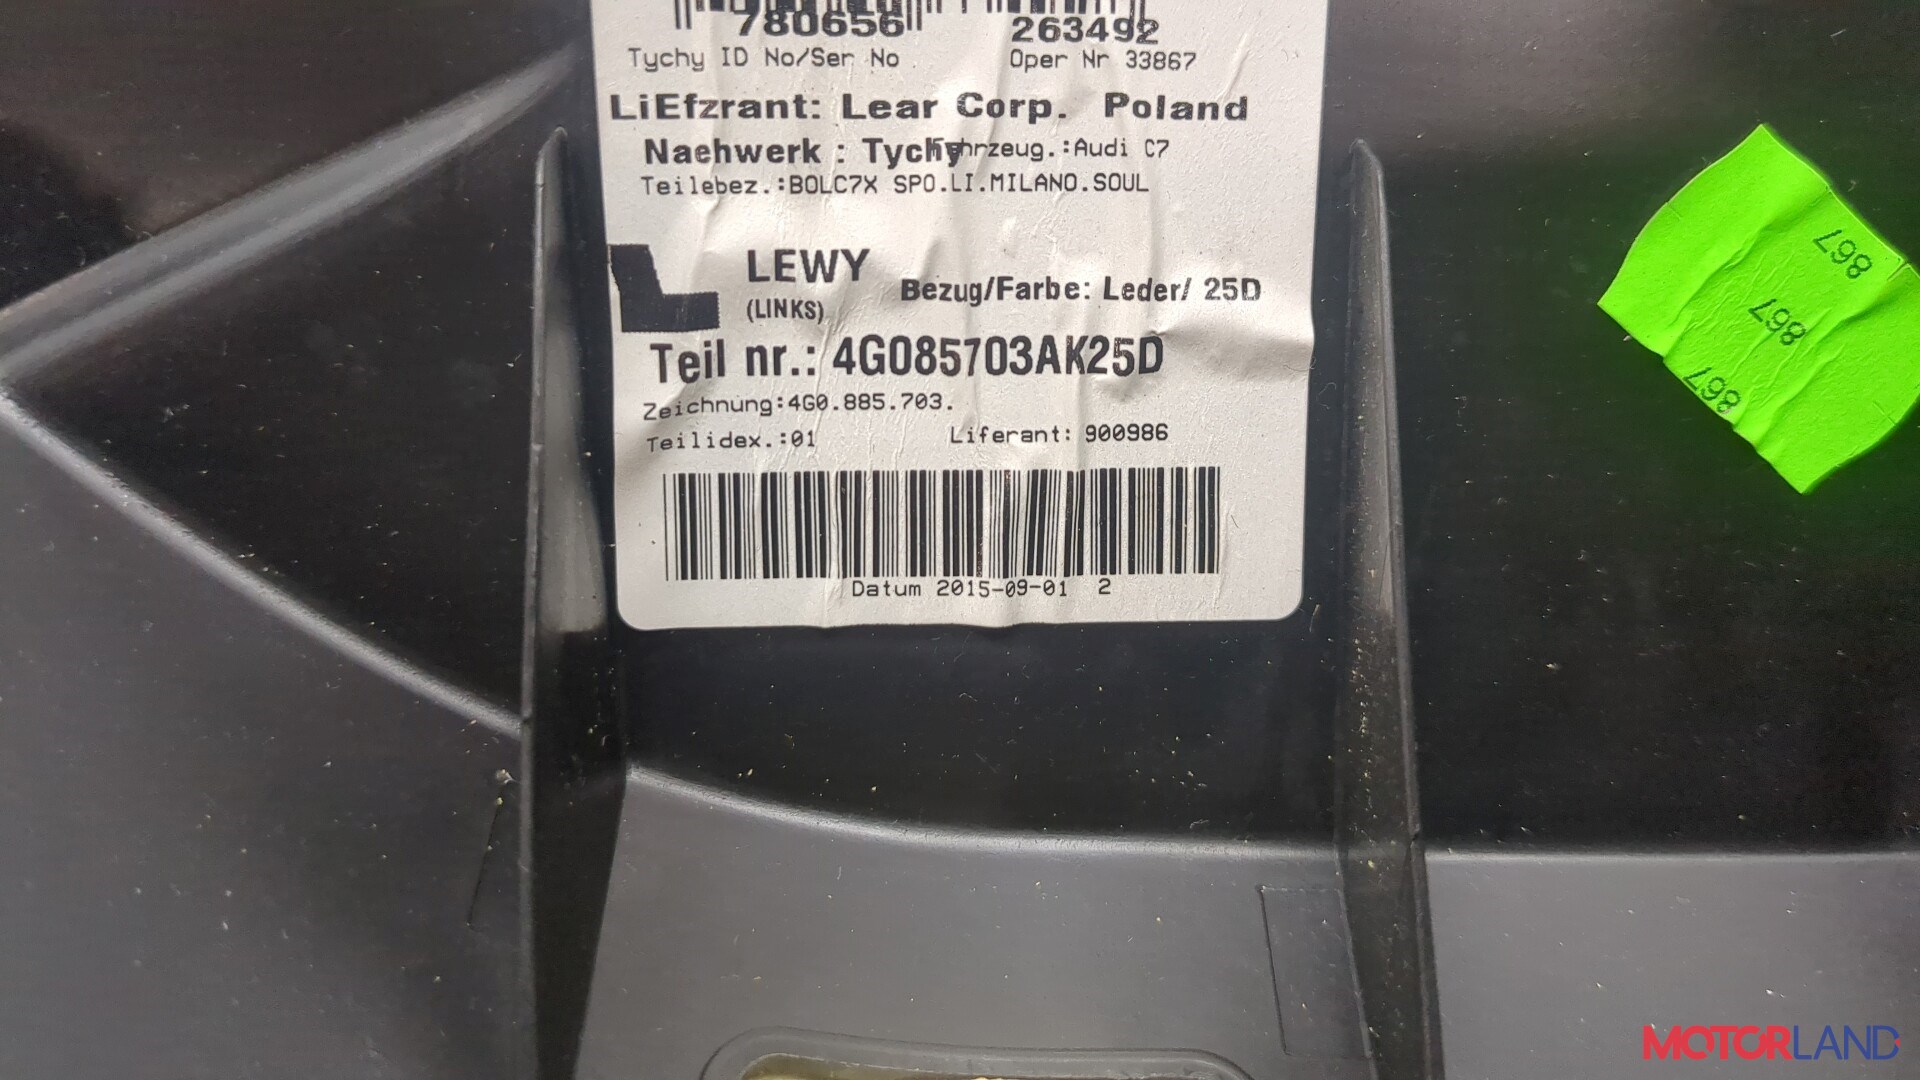 780656 263492
Tychy ID No/Ser No Oper Nr 33867
LiEfzrant: Lear Corp. Poland
Naehwerk : Tychy Fahrzeug.:Audi C7
Teilebez.:BOLC7X SPO.LI.MILANO.SOUL
L
LEWY
(LINKS)
Bezug/Farbe: Leder/ 25D
Teil nr.: 4G085703AK25D
Zeichnung:4G0.885.703.
Teilidex.:01 Liferant: 900986
Datum 2015-09-01 2
867
867
867
MOTORLAND